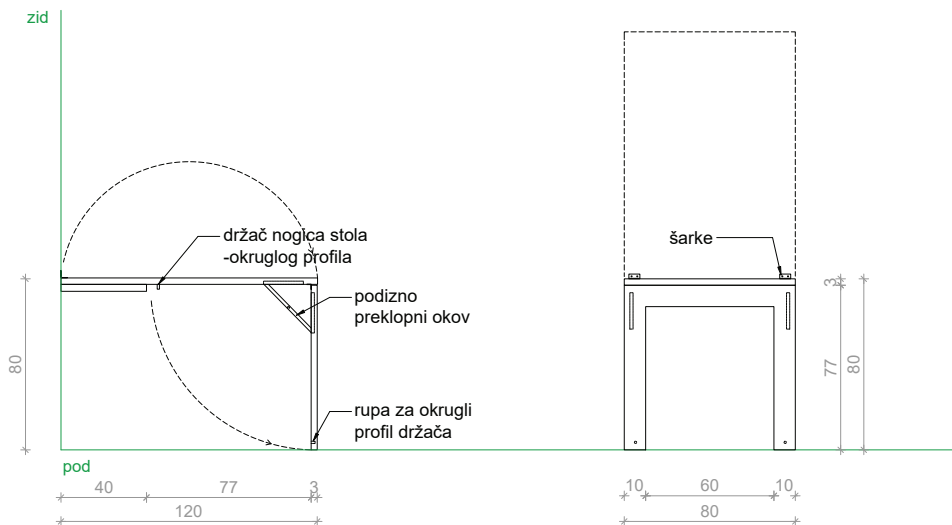 zid
držač nogica stola
-okruglog profila
podizno
preklopni okov
rupa za okrugli
profil držača
80
pod
40 77 3
120
šarke
3
77
80
10 60 10
80